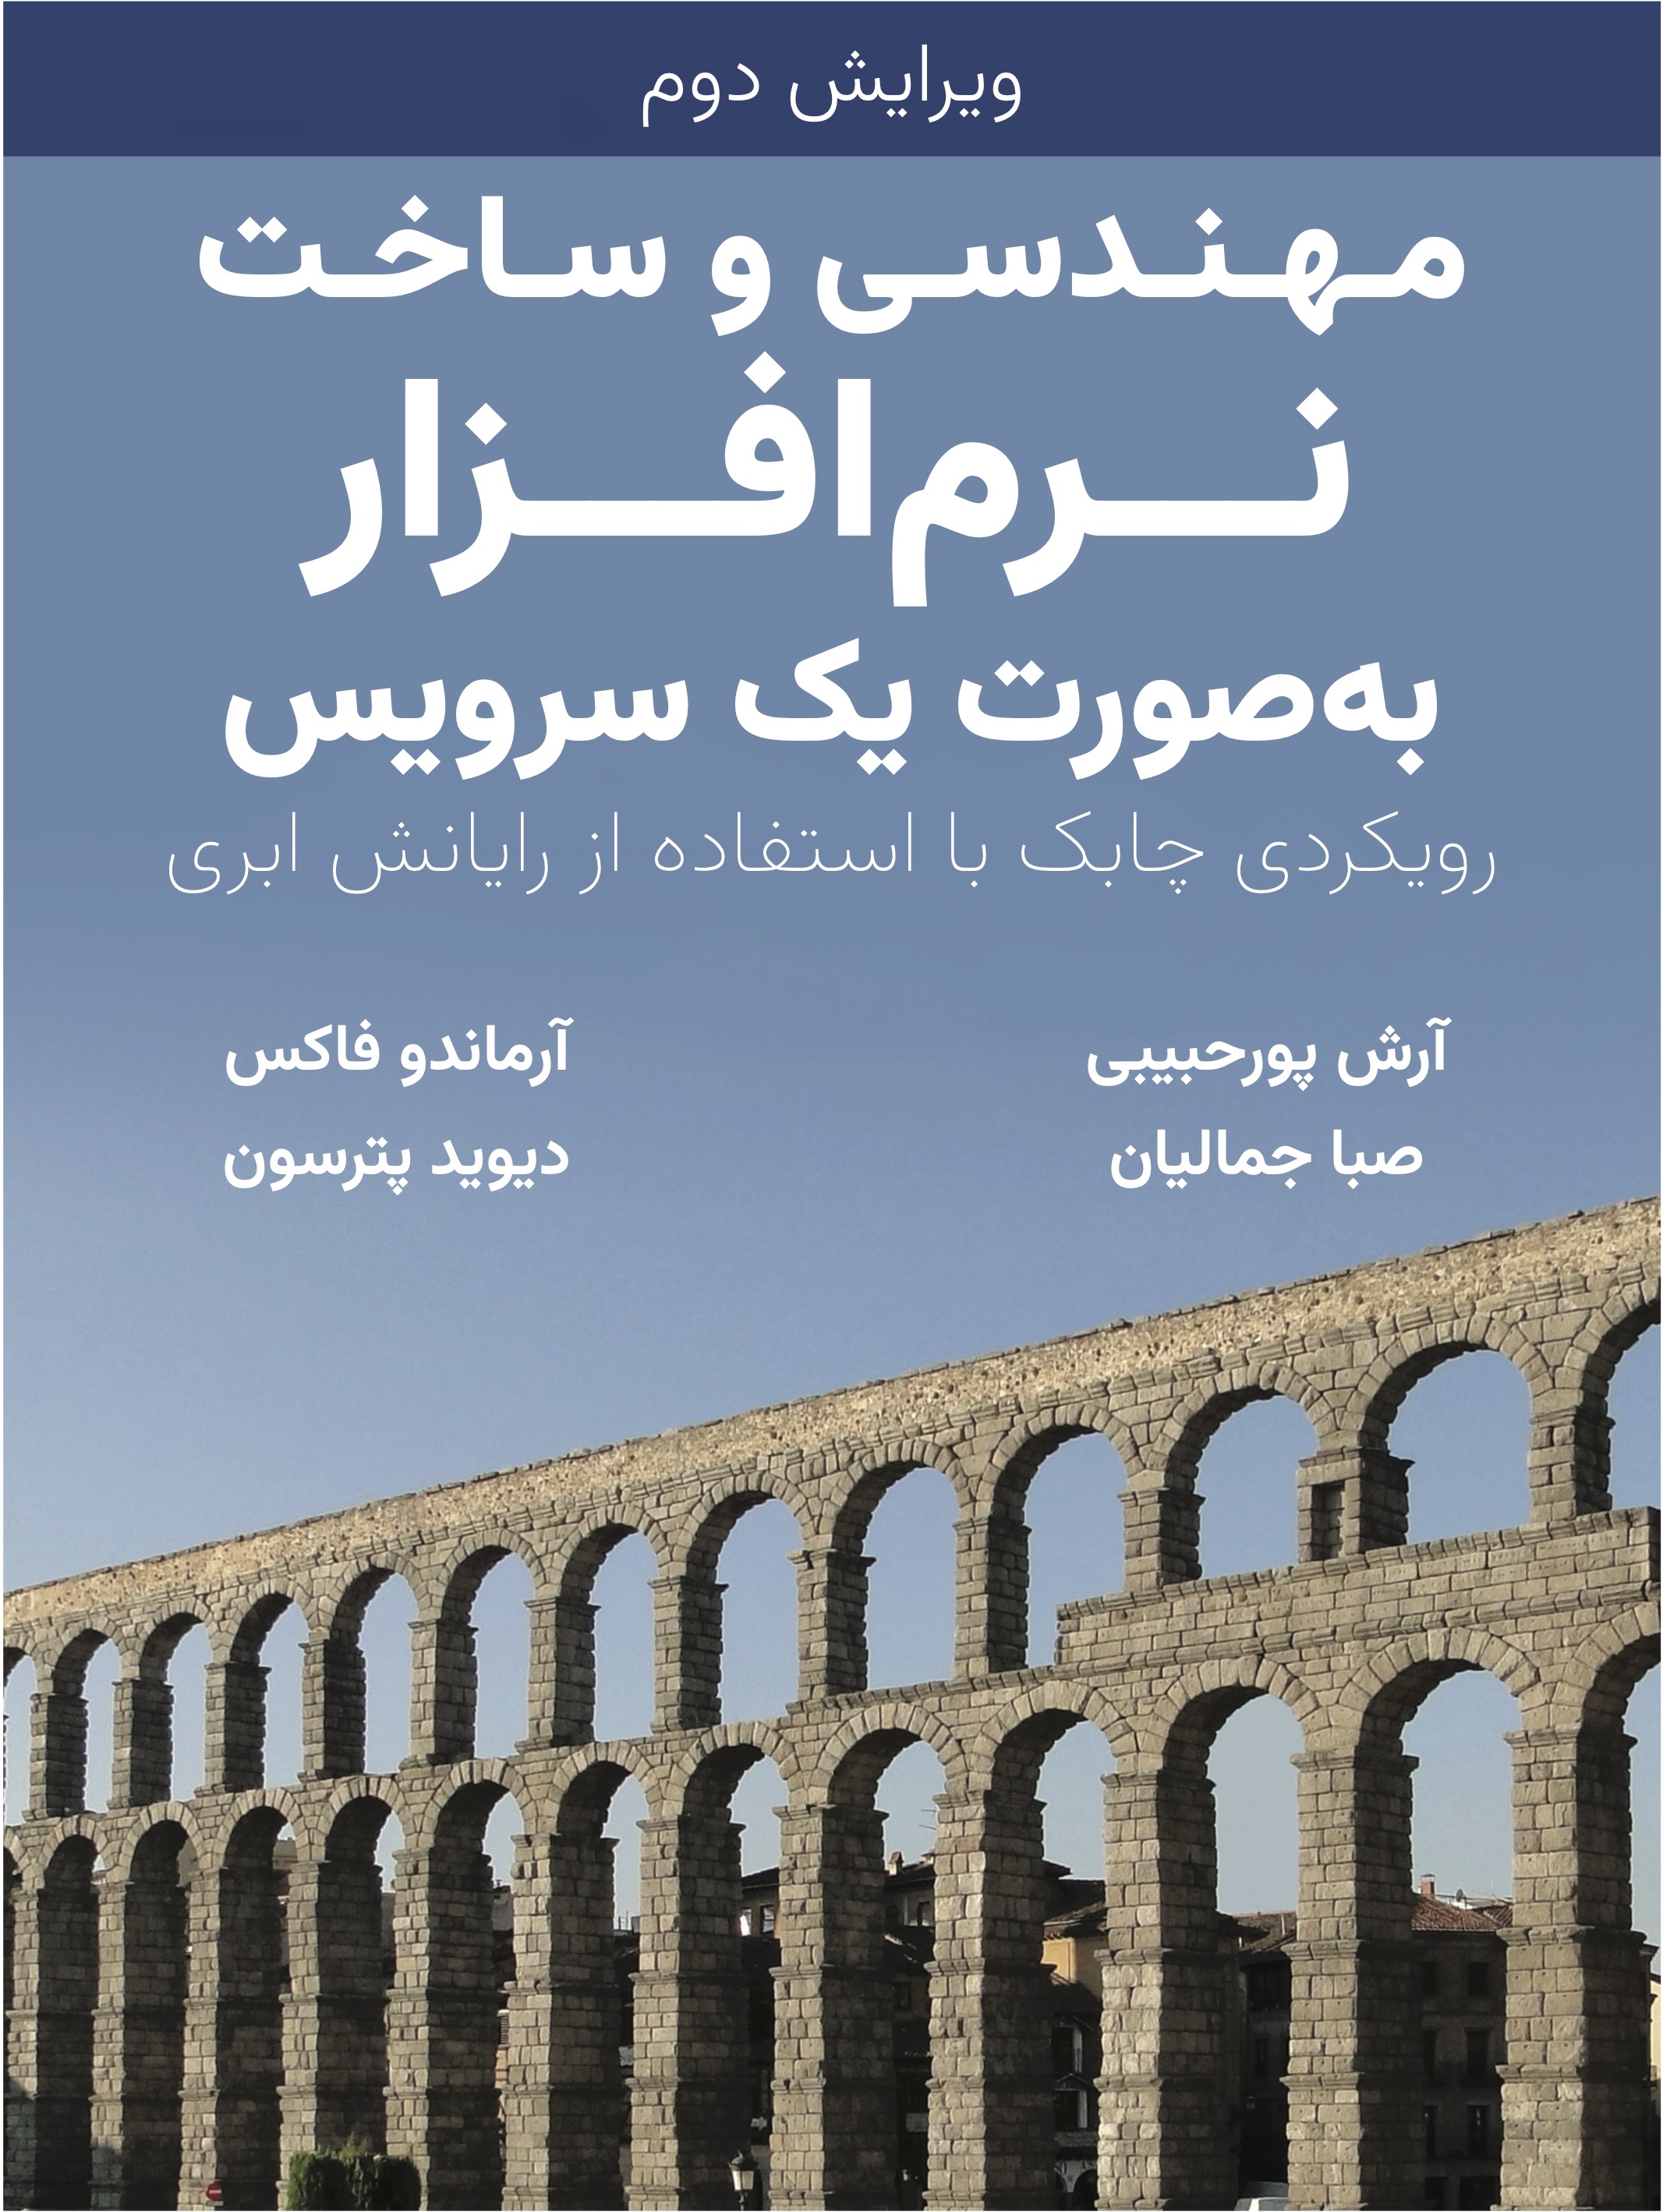 ویرایش دوم
مهندسی و ساخت
نرم‌افزار
به‌صورت یک سرویس
رویکردی چابک با استفاده از رایانش ابری
آرش پورحبیبی
صبا جمالیان
آرماندو فاکس
دیوید پترسون